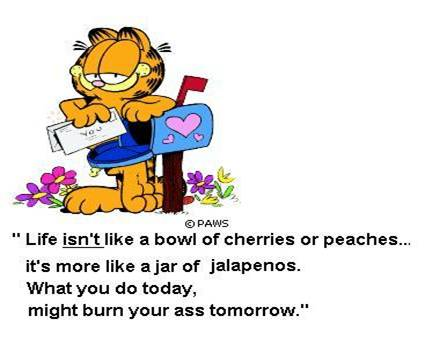 YOU
© PAWS
" Life isn't like a bowl of cherries or peaches...
it's more like a jar of jalapenos.
What you do today,
might burn your ass tomorrow."